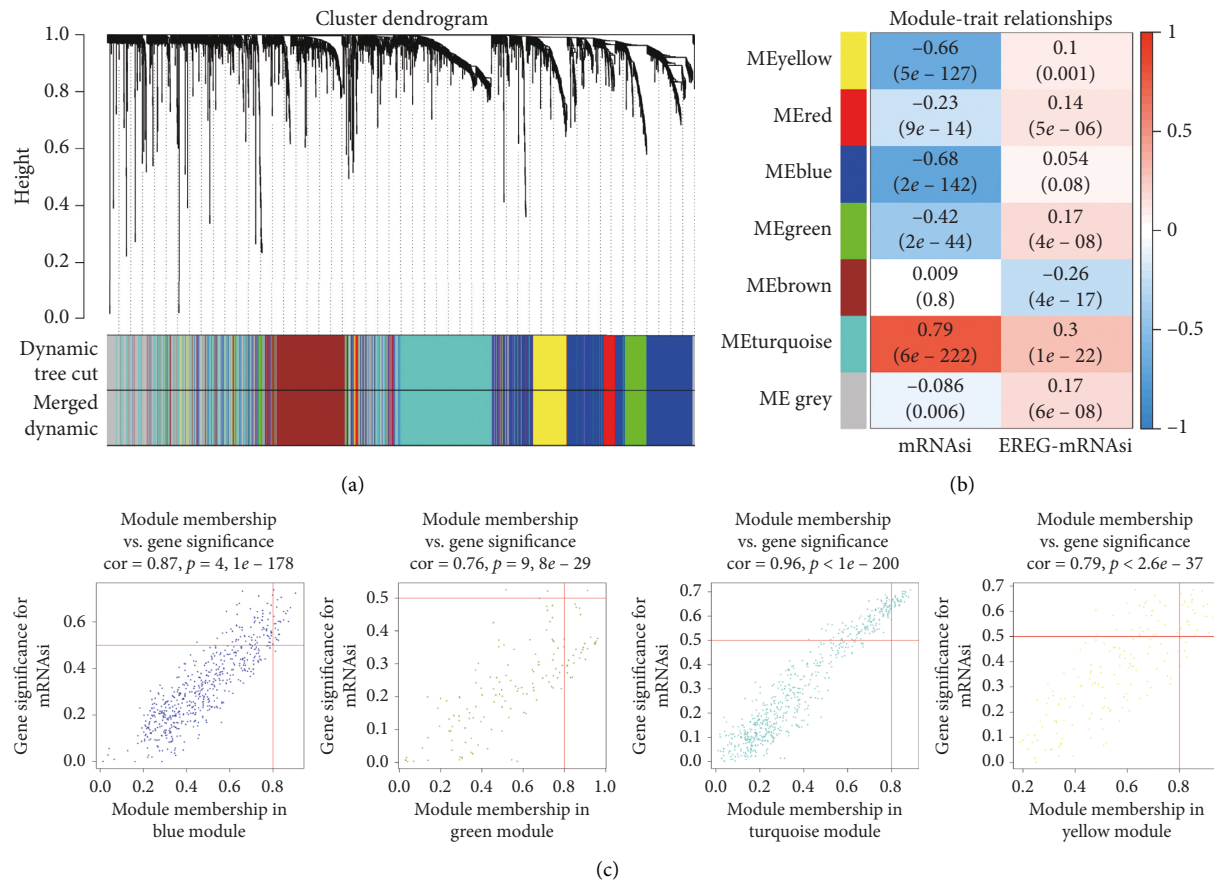 Cluster dendrogram
1.0
0.8
0.6
0.4
0.2
0.0
Height
Dynamic
tree cut
Merged
dynamic
(a)
Module-trait relationships
MEyellow
−0.66
(5e − 127)
0.1
(0.001)
MEred
−0.23
(9e − 14)
0.14
(5e − 06)
MEblue
−0.68
(2e − 142)
0.054
(0.08)
MEgreen
−0.42
(2e − 44)
0.17
(4e − 08)
MEbrown
0.009
(0.8)
−0.26
(4e − 17)
MEturquoise
0.79
(6e − 222)
0.3
(1e − 22)
ME grey
−0.086
(0.006)
0.17
(6e − 08)
mRNAsi
EREG-mRNAsi
1
0.5
0
−0.5
−1
(b)
Module membership
vs. gene significance
cor = 0.87, p = 4, 1e − 178
Gene significance for
mRNAsi
0.6
0.4
0.2
0.0
0.0
0.2
0.4
0.6
0.8
Module membership in
blue module
Module membership
vs. gene significance
cor = 0.76, p = 9, 8e − 29
Gene significance for
mRNAsi
0.5
0.4
0.3
0.2
0.1
0.0
0.0
0.2
0.4
0.6
0.8
1.0
Module membership in
green module
Module membership
vs. gene significance
cor = 0.96, p < 1e − 200
Gene significance for
mRNAsi
0.7
0.6
0.5
0.4
0.3
0.2
0.1
0.0
0.0
0.2
0.4
0.6
0.8
Module membership in
turquoise module
Module membership
vs. gene significance
cor = 0.79, p < 2.6e − 37
Gene significance for
mRNAsi
0.7
0.6
0.5
0.4
0.3
0.2
0.1
0.0
0.2
0.4
0.6
0.8
Module membership in
yellow module
(c)